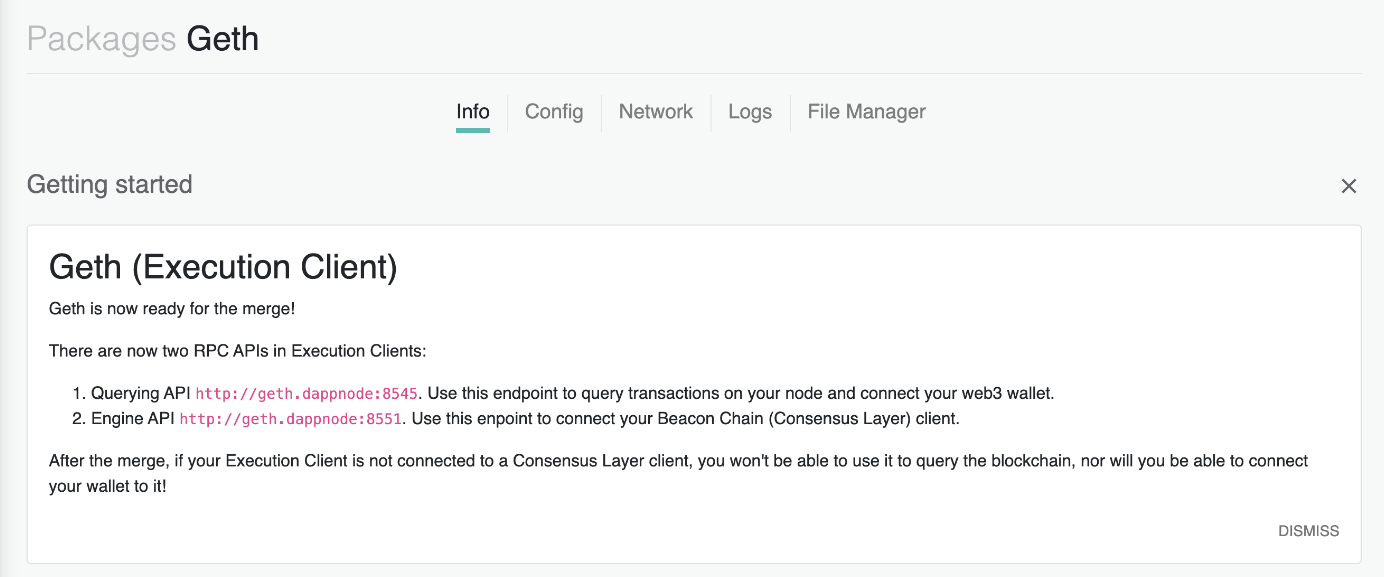 Packages Geth
Info Config Network Logs File Manager
Getting started
Geth (Execution Client)
Geth is now ready for the merge!
There are now two RPC APIs in Execution Clients:
1. Querying API http://geth.dappnode:8545. Use this endpoint to query transactions on your node and connect your web3 wallet.
2. Engine API http://geth.dappnode:8551. Use this enpoint to connect your Beacon Chain (Consensus Layer) client.
After the merge, if your Execution Client is not connected to a Consensus Layer client, you won't be able to use it to query the blockchain, nor will you be able to connect
your wallet to it!
DISMISS